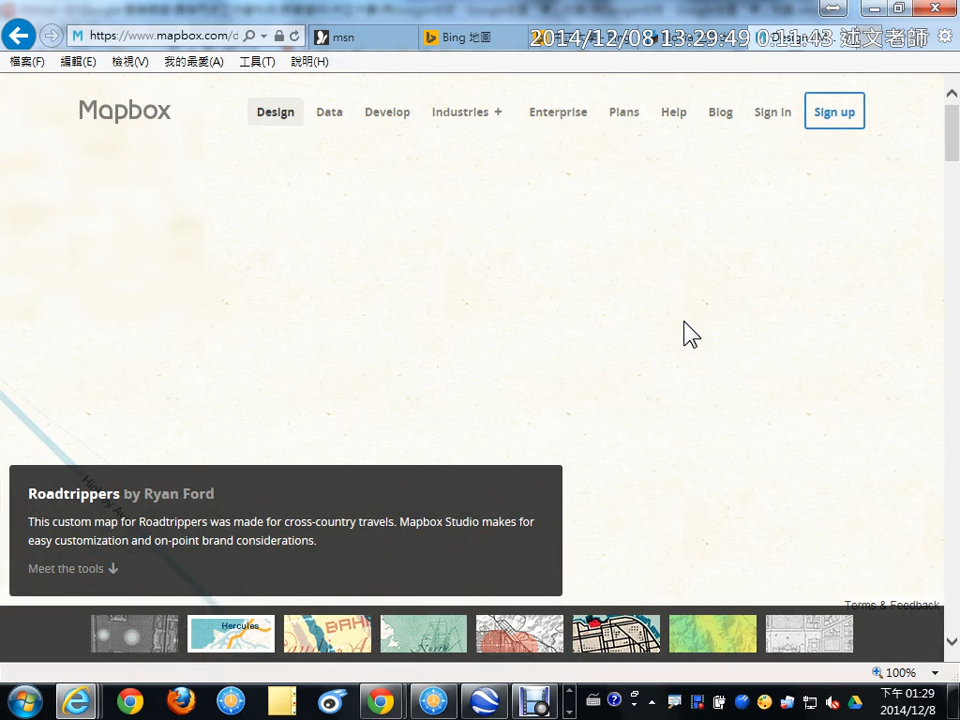 https://www.mapbox.com/d
msn
Bing 地圖
2014/12/08 13:29:49 0:11:43 述文老師
檔案(F) 編輯(E) 檢視(V) 我的最愛(A) 工具(T) 說明(H)
Mapbox
Design Data Develop Industries + Enterprise Plans Help Blog Sign in Sign up
Roadtrippers by Ryan Ford
This custom map for Roadtrippers was made for cross-country travels. Mapbox Studio makes for
easy customization and on-point brand considerations.
Meet the tools
Terms & Feedback
Hercules
BAHI
100%
下午 01:29
2014/12/8